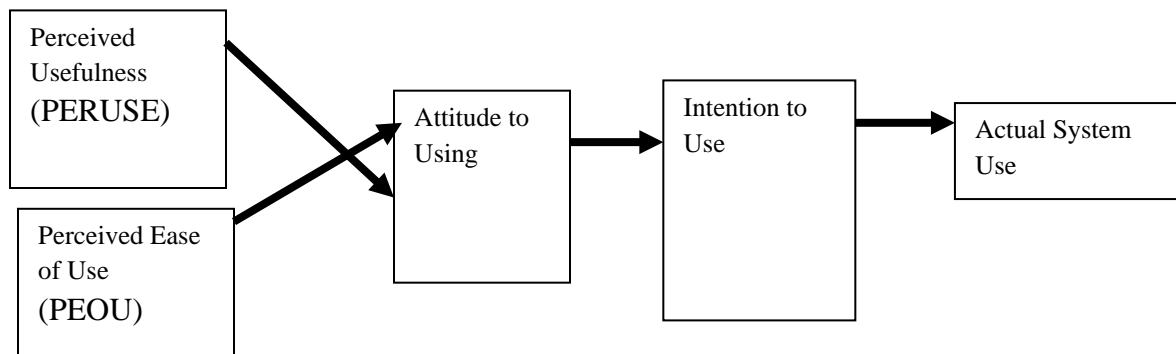 Perceived
Usefulness
(PERUSE)
Perceived Ease
of Use
(PEOU)
Attitude to
Using
Intention to
Use
Actual System
Use